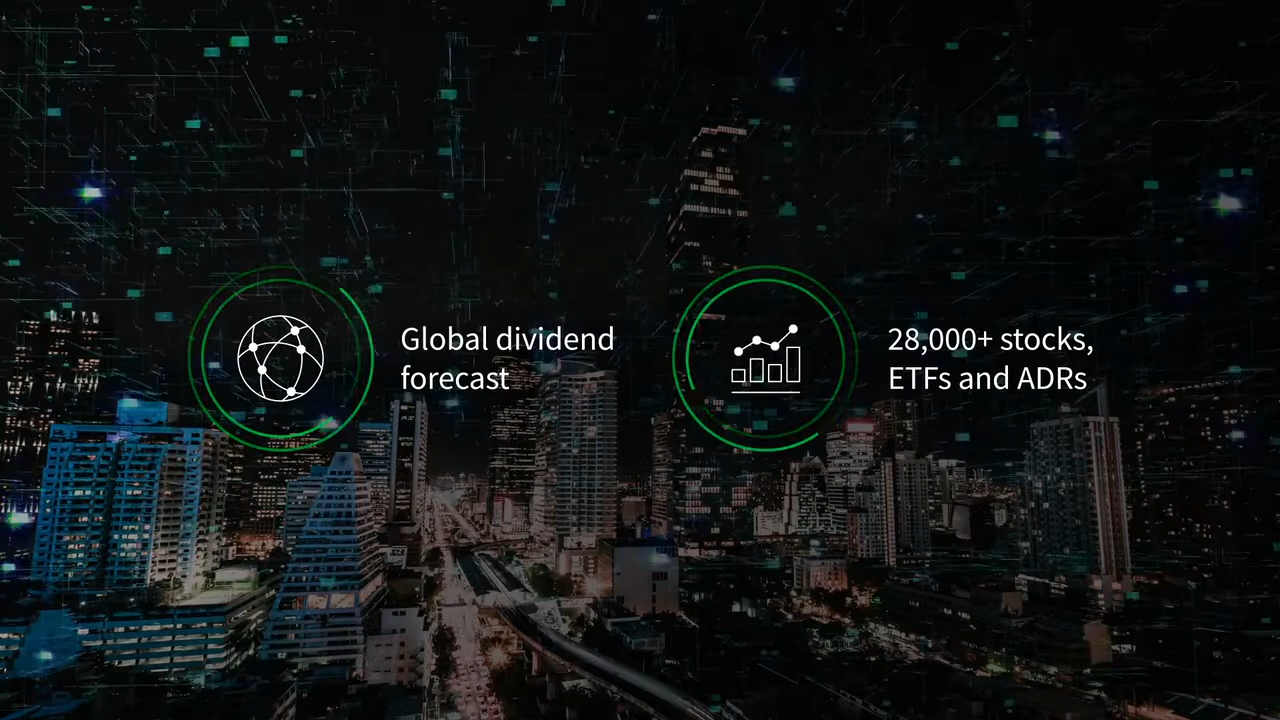 Global dividend
forecast
28,000+ stocks,
ETFs and ADRs